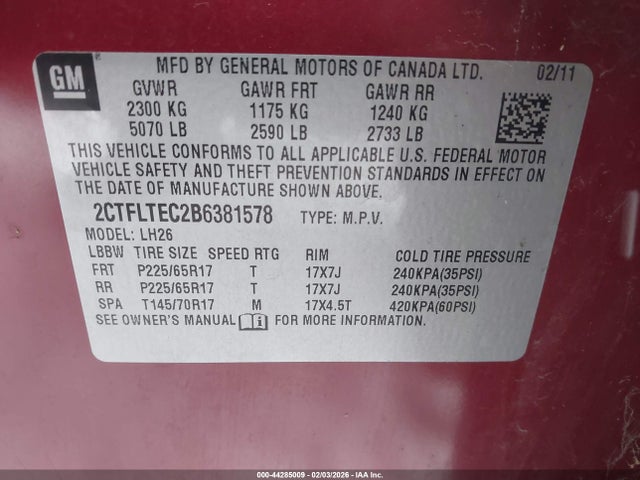 GM
MFD BY GENERAL MOTORS OF CANADA LTD. 02/11
GVWR GAWR FRT GAWR RR
2300 KG 1175 KG 1240 KG
5070 LB 2590 LB 2733 LB
THIS VEHICLE CONFORMS TO ALL APPLICABLE U.S. FEDERAL MOTOR
VEHICLE SAFETY AND THEFT PREVENTION STANDARDS IN EFFECT ON
THE DATE OF MANUFACTURE SHOWN ABOVE.
2CTFLTEC2B6381578 TYPE: M.P.V.
MODEL: LH26
LBBW TIRE SIZE SPEED RTG RIM COLD TIRE PRESSURE
FRT P225/65R17 T 17X7J 240KPA(35PSI)
RR P225/65R17 T 17X7J 240KPA(35PSI)
SPA T145/70R17 M 17X4.5T 420KPA(60PSI)
SEE OWNER'S MANUAL FOR MORE INFORMATION.
000-44285009 - 02/03/2026 - IAA Inc.